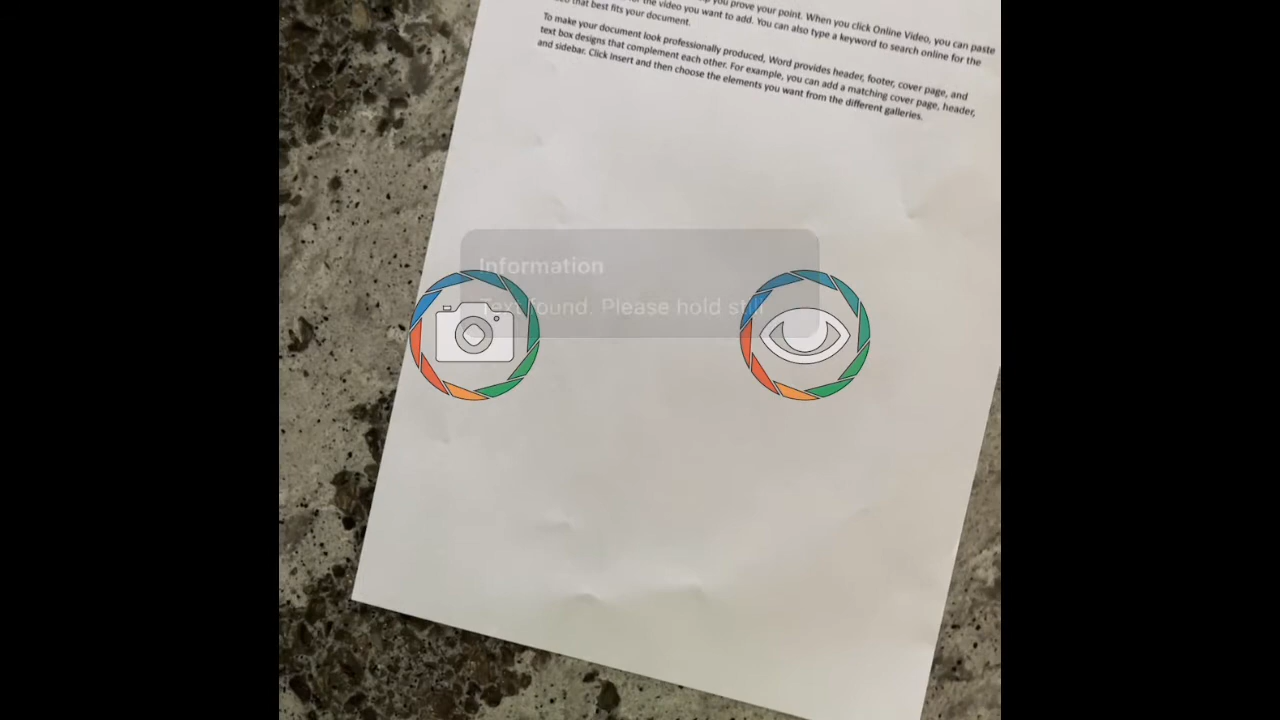 you prove your point. When you click Online Video, you can paste
for the video you want to add. You can also type a keyword to search online for the
that best fits your document.
To make your document look professionally produced, Word provides header, footer, cover page, and
text box designs that complement each other. For example, you can add a matching cover page, header,
and sidebar. Click Insert and then choose the elements you want from the different galleries.
Information
Text found. Please hold still